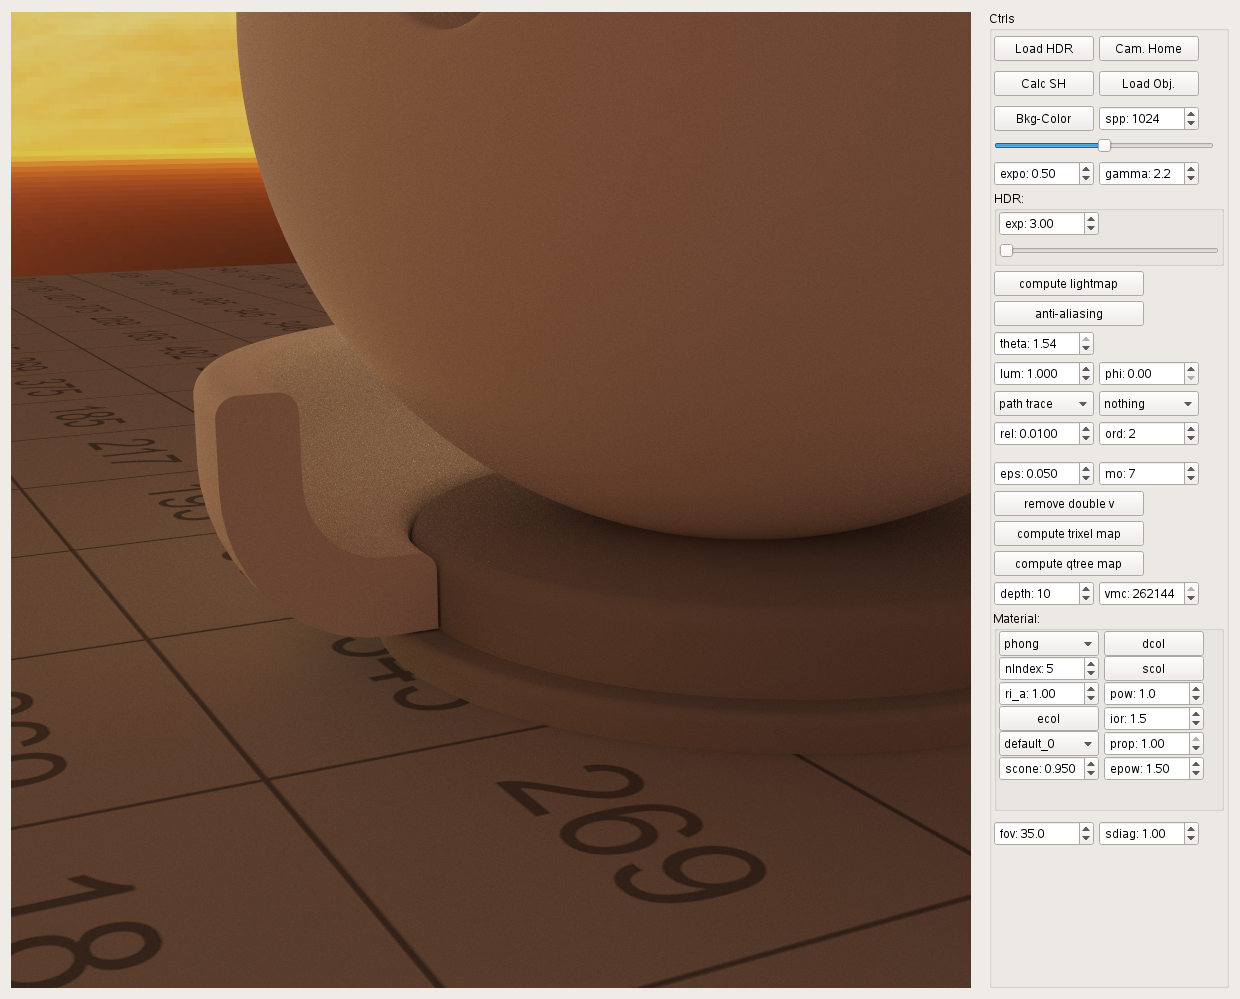 Ctrls
Load HDR
Cam. Home
Calc SH
Load Obj.
Bkg-Color
spp: 1024
expo: 0.50
gamma: 2.2
HDR:
exp: 3.00
compute lightmap
anti-aliasing
theta: 1.54
lum: 1.000
phi: 0.00
path trace
nothing
rel: 0.0100
ord: 2
eps: 0.050
mo: 7
remove double v
compute trixel map
compute qtree map
depth: 10
vmc: 262144
Material:
phong
dcol
nIndex: 5
scol
ri_a: 1.00
pow: 1.0
ecol
ior: 1.5
default_0
prop: 1.00
scone: 0.950
epow: 1.50
fov: 35.0
sdiag: 1.00
375
185
217
269
18